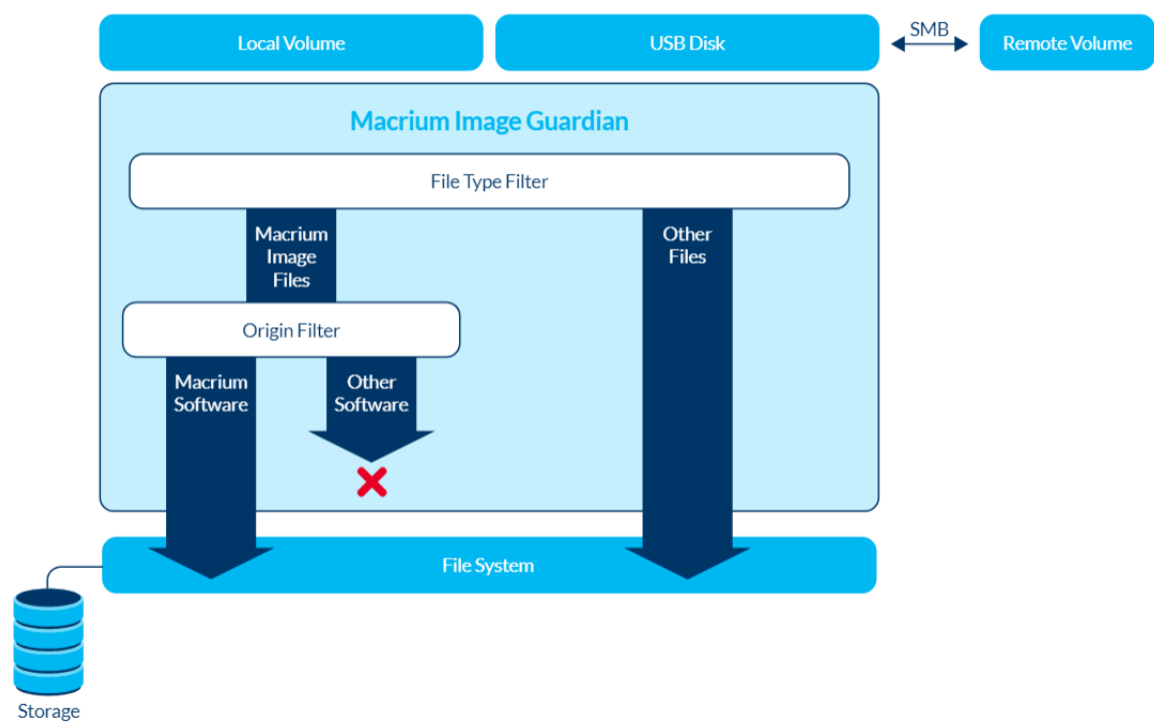 Local Volume
USB Disk
SMB
Remote Volume
Macrium Image Guardian
File Type Filter
Macrium
Image
Files
Other
Files
Origin Filter
Macrium
Software
Other
Software
File System
Storage